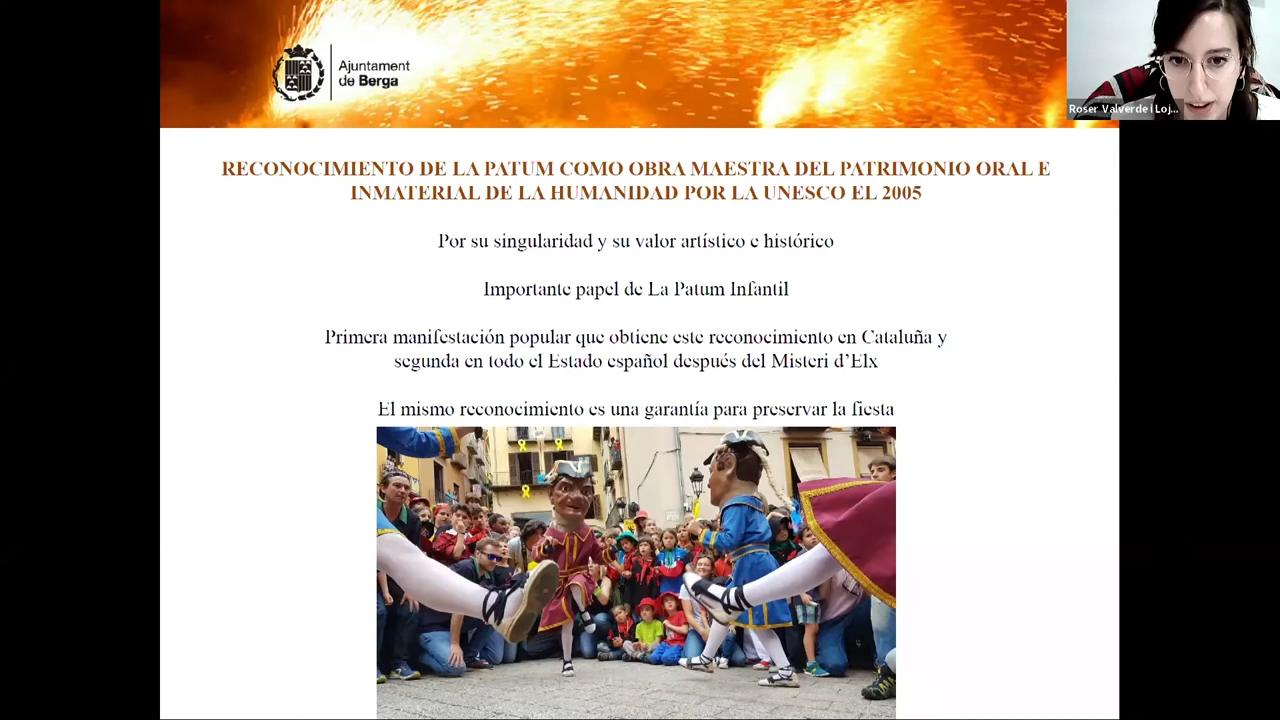 Ajuntament
de Berga
Roser Valverde i Loj...
RECONOCIMIENTO DE LA PATUM COMO OBRA MAESTRA DEL PATRIMONIO ORAL E
INMATERIAL DE LA HUMANIDAD POR LA UNESCO EL 2005
Por su singularidad y su valor artístico e histórico
Importante papel de La Patum Infantil
Primera manifestación popular que obtiene este reconocimiento en Cataluña y
segunda en todo el Estado español después del Misteri d'Elx
El mismo reconocimiento es una garantía para preservar la fiesta